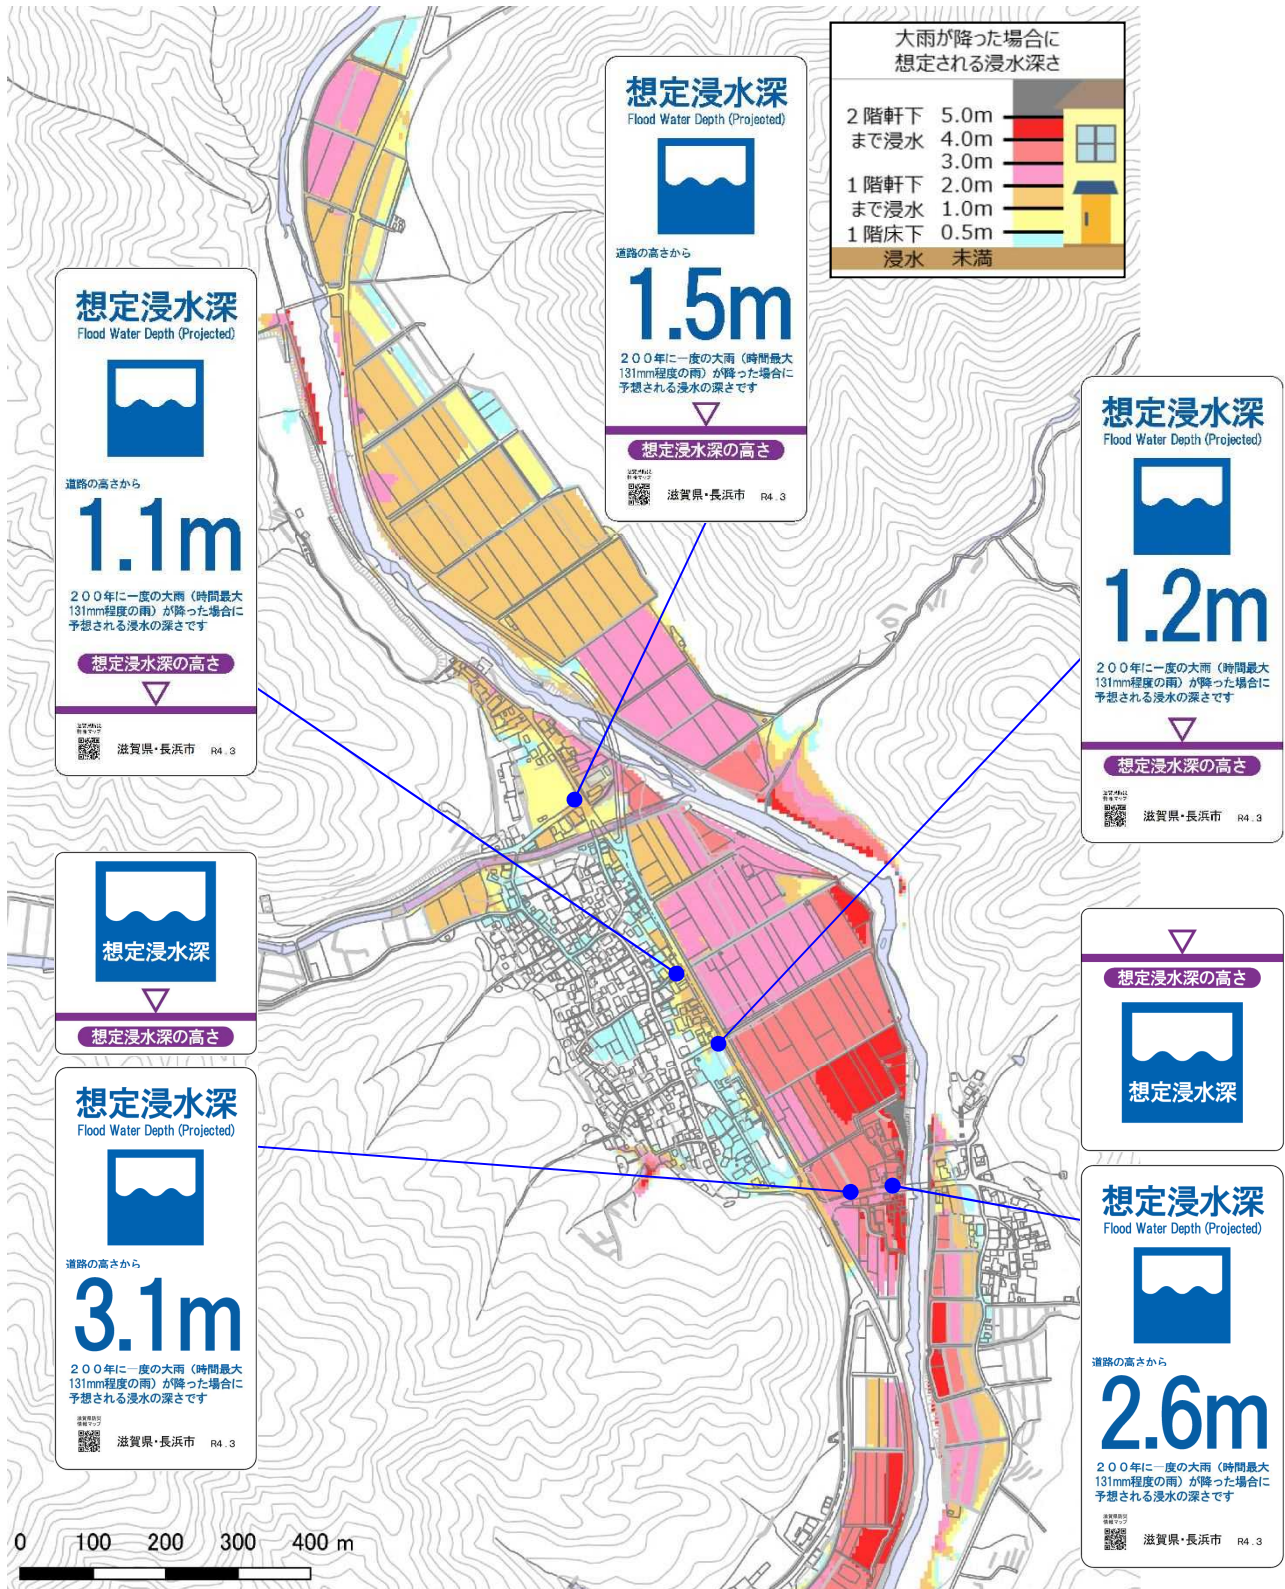 大雨が降った場合に
想定される浸水深さ
2階軒下 5.0m
まで浸水 4.0m
3.0m
1階軒下 2.0m
まで浸水 1.0m
1階床下 0.5m
浸水 未満
想定浸水深
Flood Water Depth (Projected)
道路の高さから
1.5m
200年に一度の大雨（時間最大
131mm程度の雨）が降った場合に
予想される浸水の深さです
想定浸水深の高さ
滋賀県・長浜市 R4.3
想定浸水深
Flood Water Depth (Projected)
道路の高さから
1.1m
200年に一度の大雨（時間最大
131mm程度の雨）が降った場合に
予想される浸水の深さです
想定浸水深の高さ
滋賀県・長浜市 R4.3
想定浸水深
Flood Water Depth (Projected)
1.2m
200年に一度の大雨（時間最大
131mm程度の雨）が降った場合に
予想される浸水の深さです
想定浸水深の高さ
滋賀県・長浜市 R4.3
想定浸水深
想定浸水深の高さ
想定浸水深の高さ
想定浸水深
想定浸水深
Flood Water Depth (Projected)
道路の高さから
3.1m
200年に一度の大雨（時間最大
131mm程度の雨）が降った場合に
予想される浸水の深さです
滋賀県防災
情報マップ
滋賀県・長浜市 R4.3
想定浸水深
Flood Water Depth (Projected)
道路の高さから
2.6m
200年に一度の大雨（時間最大
131mm程度の雨）が降った場合に
予想される浸水の深さです
滋賀県防災
情報マップ
滋賀県・長浜市 R4.3
0 100 200 300 400 m